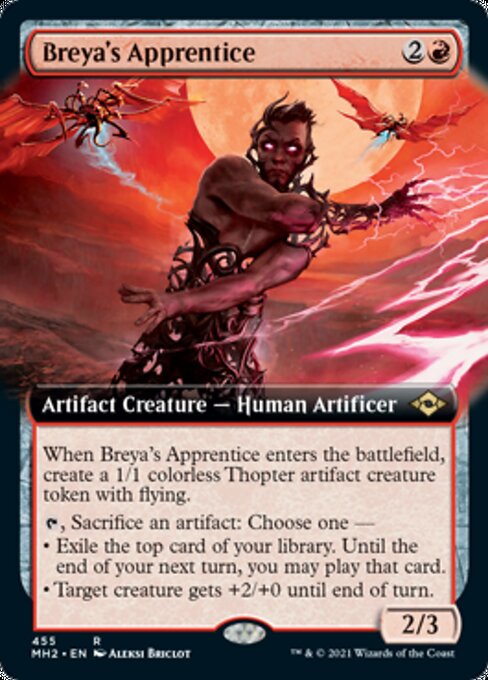 Breya's Apprentice 2
Artifact Creature — Human Artificer
When Breya's Apprentice enters the battlefield,
create a 1/1 colorless Thopter artifact creature
token with flying.
, Sacrifice an artifact: Choose one —
• Exile the top card of your library. Until the
end of your next turn, you may play that card.
• Target creature gets +2/+0 until end of turn.
2/3
455 R
MH2 • EN Aleksi Briclot
™ & © 2021 Wizards of the Coast